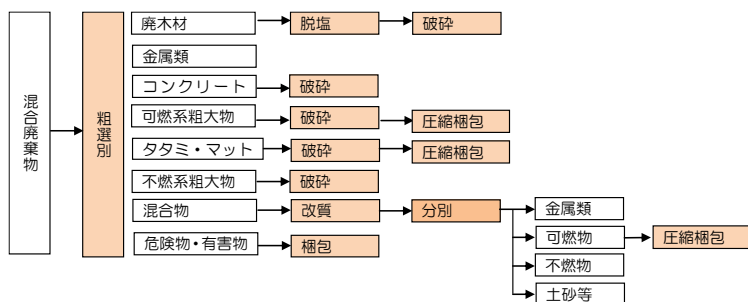 混合廃棄物
粗選別
廃木材
脱塩
破砕
金属類
コンクリート
破砕
可燃系粗大物
破砕
圧縮梱包
タタミ・マット
破砕
圧縮梱包
不燃系粗大物
破砕
混合物
改質
分別
金属類
可燃物
圧縮梱包
不燃物
土砂等
危険物・有害物
梱包